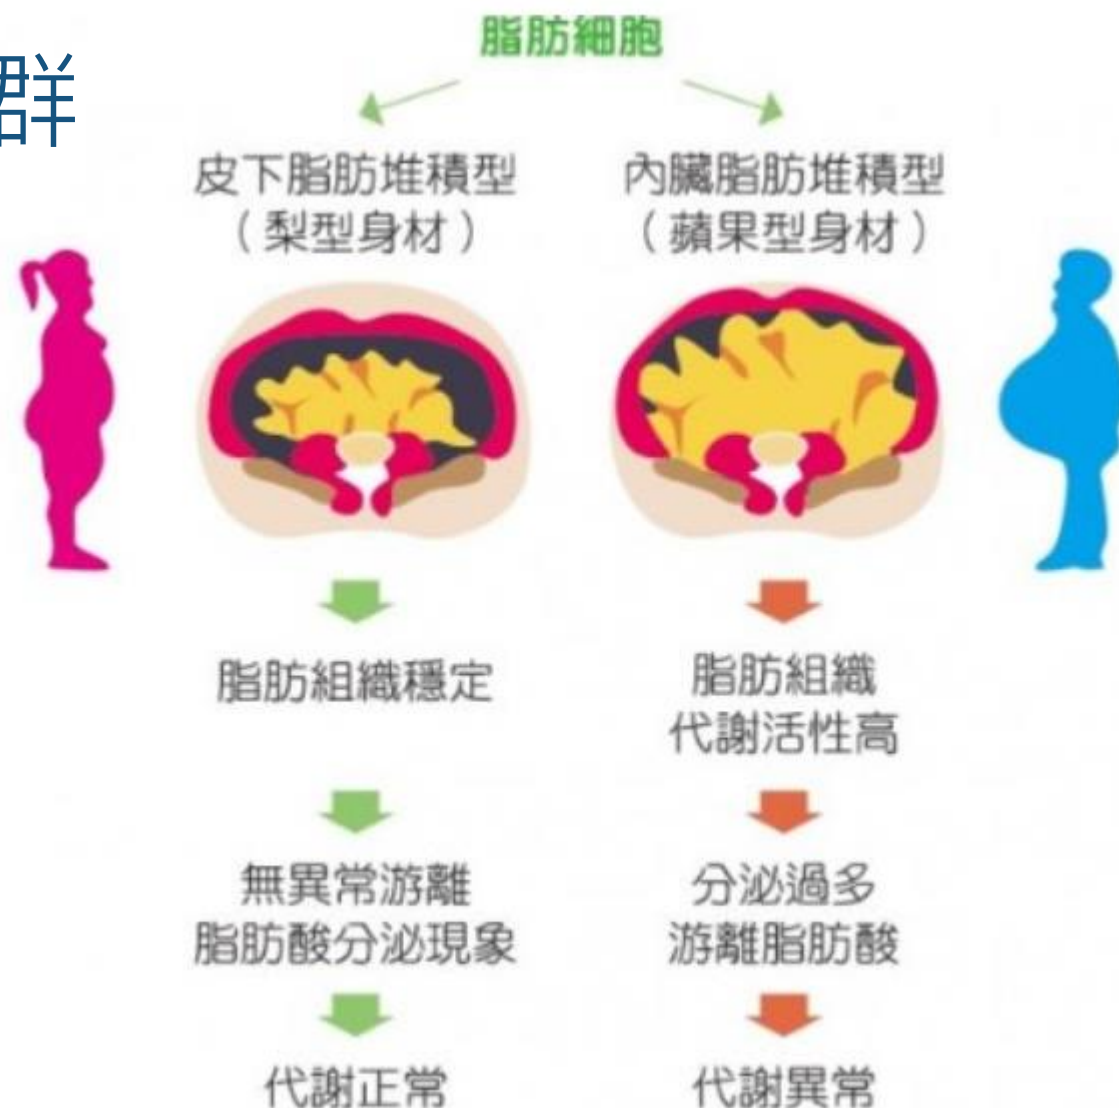 群
脂肪細胞
皮下脂肪堆積型
（梨型身材）
內臟脂肪堆積型
（蘋果型身材）
脂肪組織穩定
脂肪組織
代謝活性高
無異常游離
脂肪酸分泌現象
分泌過多
游離脂肪酸
代謝正常
代謝異常